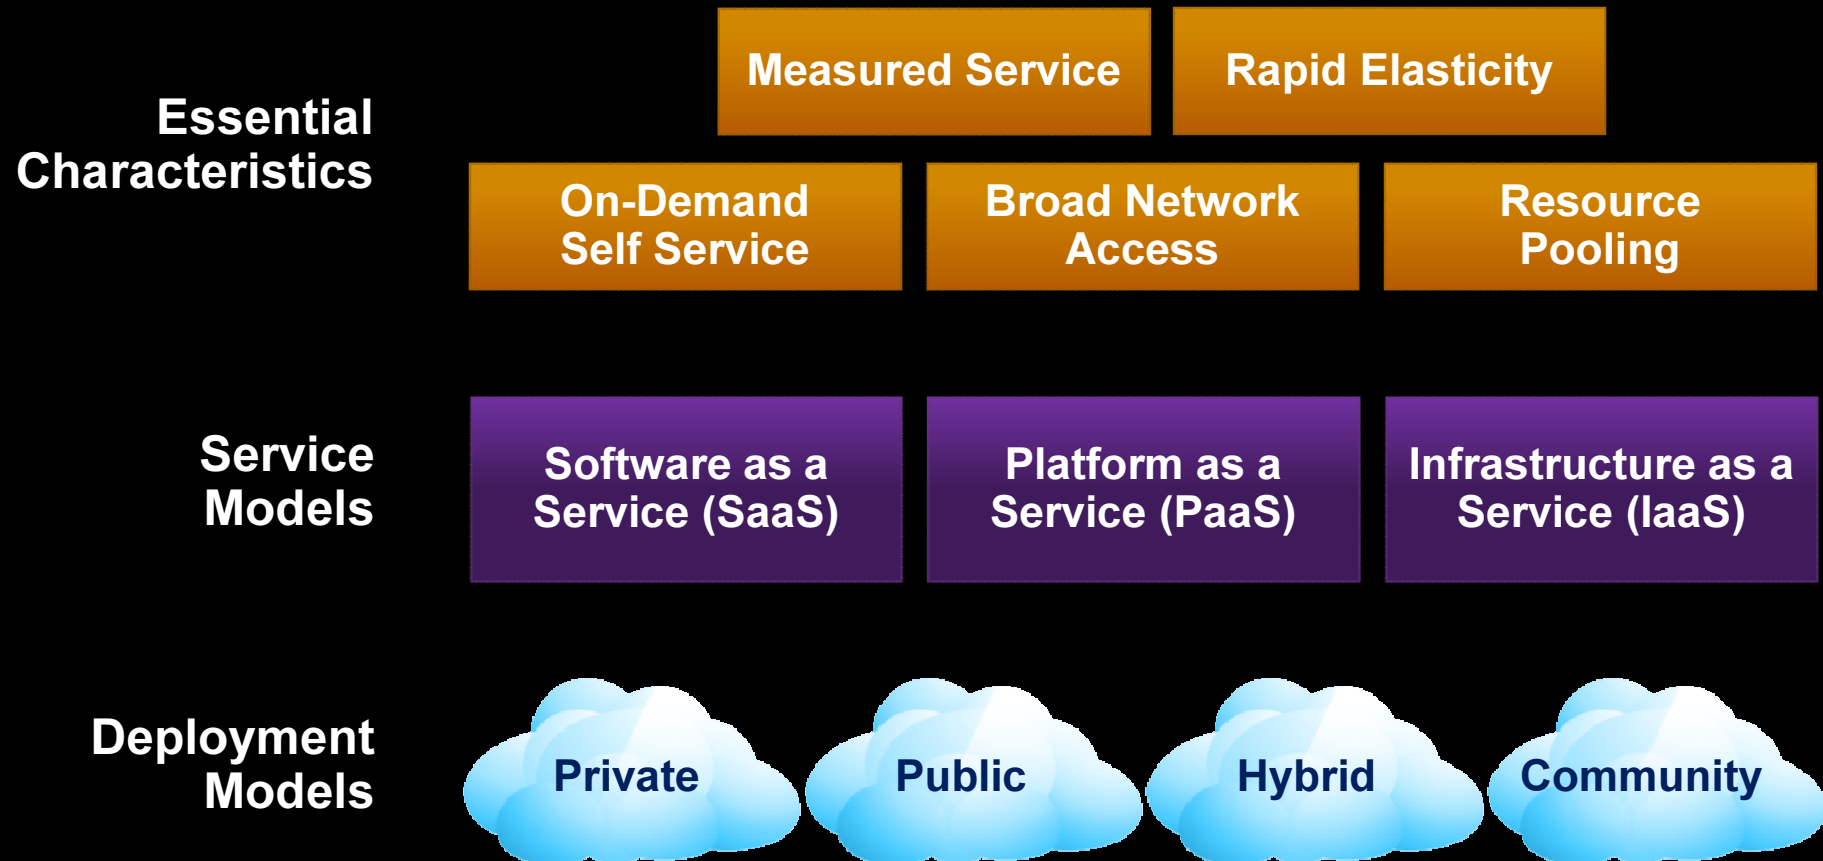 Essential
Characteristics
Measured Service
Rapid Elasticity
On-Demand
Self Service
Broad Network
Access
Resource
Pooling
Service
Models
Software as a
Service (SaaS)
Platform as a
Service (PaaS)
Infrastructure as a
Service (IaaS)
Deployment
Models
Private
Public
Hybrid
Community